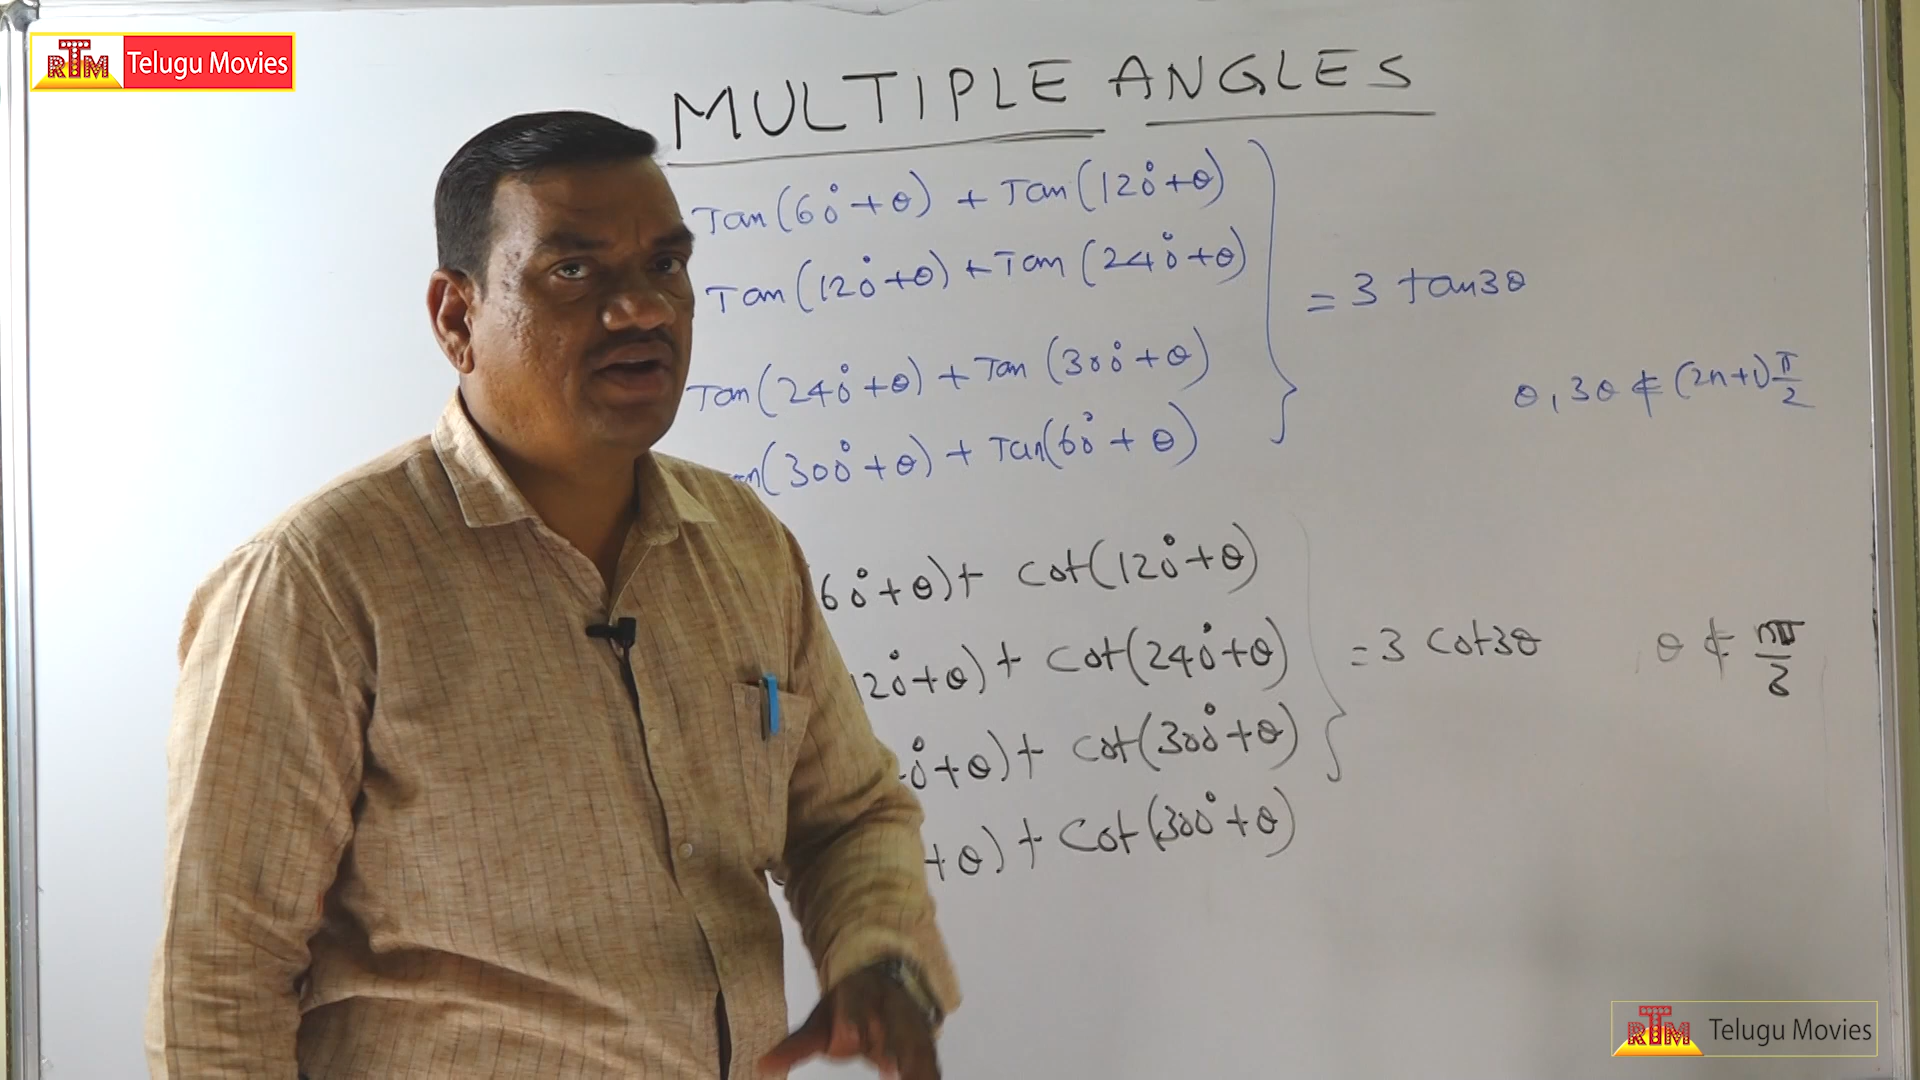 RTM Telugu Movies
MULTIPLE ANGLES
Tan(60°+θ) + Tan(120°+θ)
Tan(120°+θ) + Tan(240°+θ)
= 3 tan3θ
Tan(240°+θ) + Tan(300°+θ)
θ, 3θ ∉ (2n+1)π/2
(300°+θ) + Tan(60°+θ)
60°+θ) + Cot(120°+θ)
20°+θ) + Cot(240°+θ)
= 3 Cot3θ
θ ∉ nπ/3
°+θ) + Cot(300°+θ)
+θ) + Cot(300°+θ)
RTM Telugu Movies